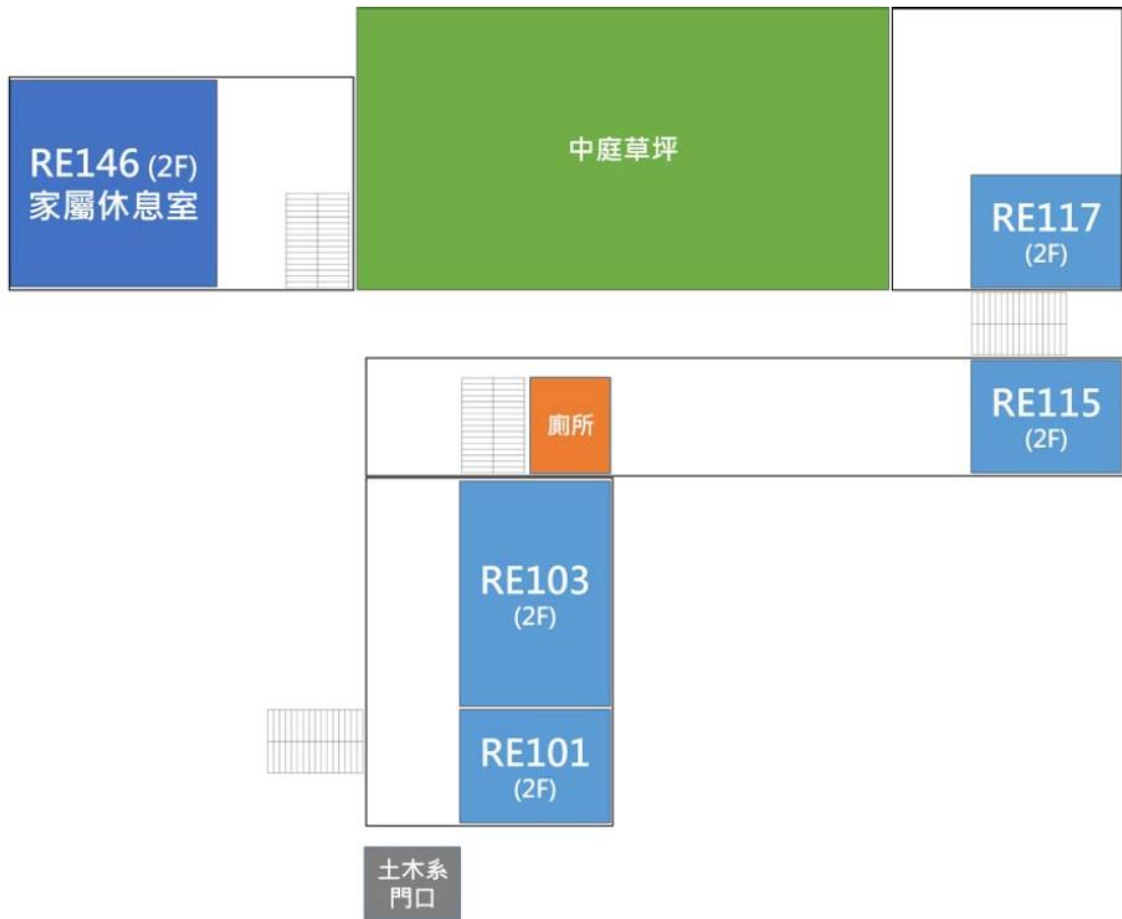 中庭草坪
RE146 (2F)
家屬休息室
RE117
(2F)
廁所
RE115
(2F)
RE103
(2F)
RE101
(2F)
土木系
門口